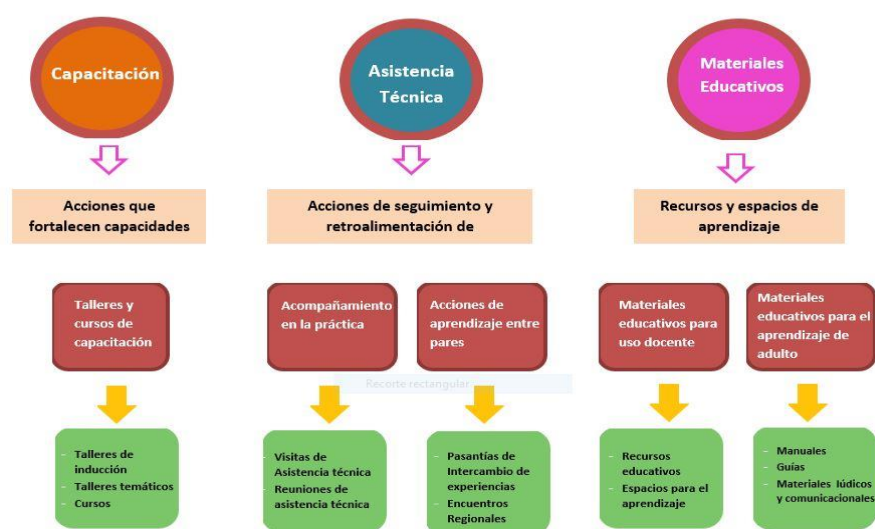 Capacitación
Asistencia
Técnica
Materiales
Educativos
Acciones que
fortalecen capacidades
Acciones de seguimiento y
retroalimentación de
Recursos y espacios de
aprendizaje
Talleres y
cursos de
capacitación
Acompañamiento
en la práctica
Acciones de
aprendizaje entre
pares
Materiales
educativos para
uso docente
Materiales
educativos para el
aprendizaje de
adulto
Recorte rectangular
- Talleres de
inducción
- Talleres temáticos
- Cursos
- Visitas de
Asistencia técnica
- Reuniones de
asistencia técnica
- Pasantías de
Intercambio de
experiencias
- Encuentros
Regionales
- Recursos
educativos
- Espacios para el
aprendizaje
- Manuales
- Guías
- Materiales lúdicos
y comunicacionales